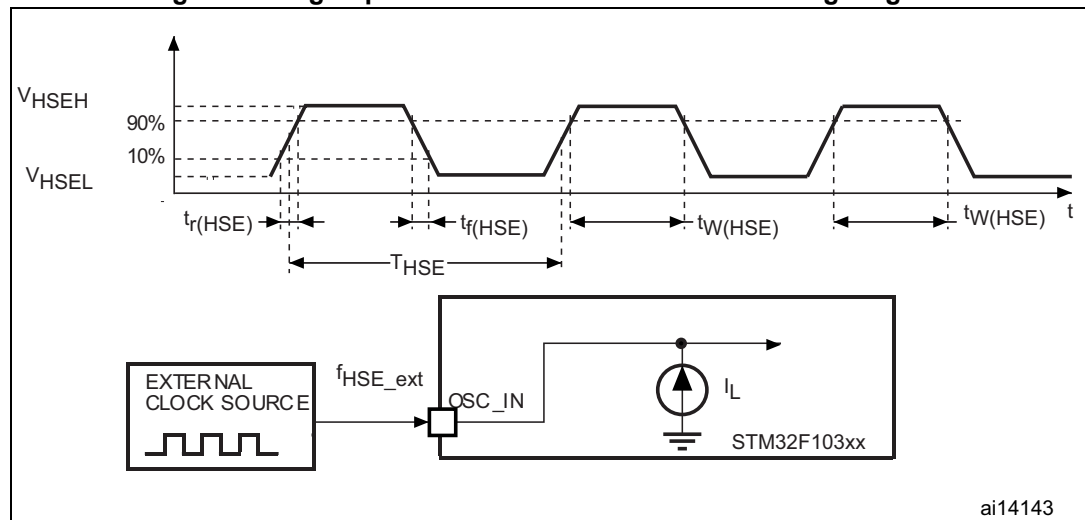 VHSEH
90%
10%
VHSEL
tr(HSE)
tf(HSE)
tW(HSE)
tW(HSE)
t
THSE
EXTERNAL
CLOCK SOURCE
fHSE_ext
OSC_IN
IL
STM32F103xx
ai14143